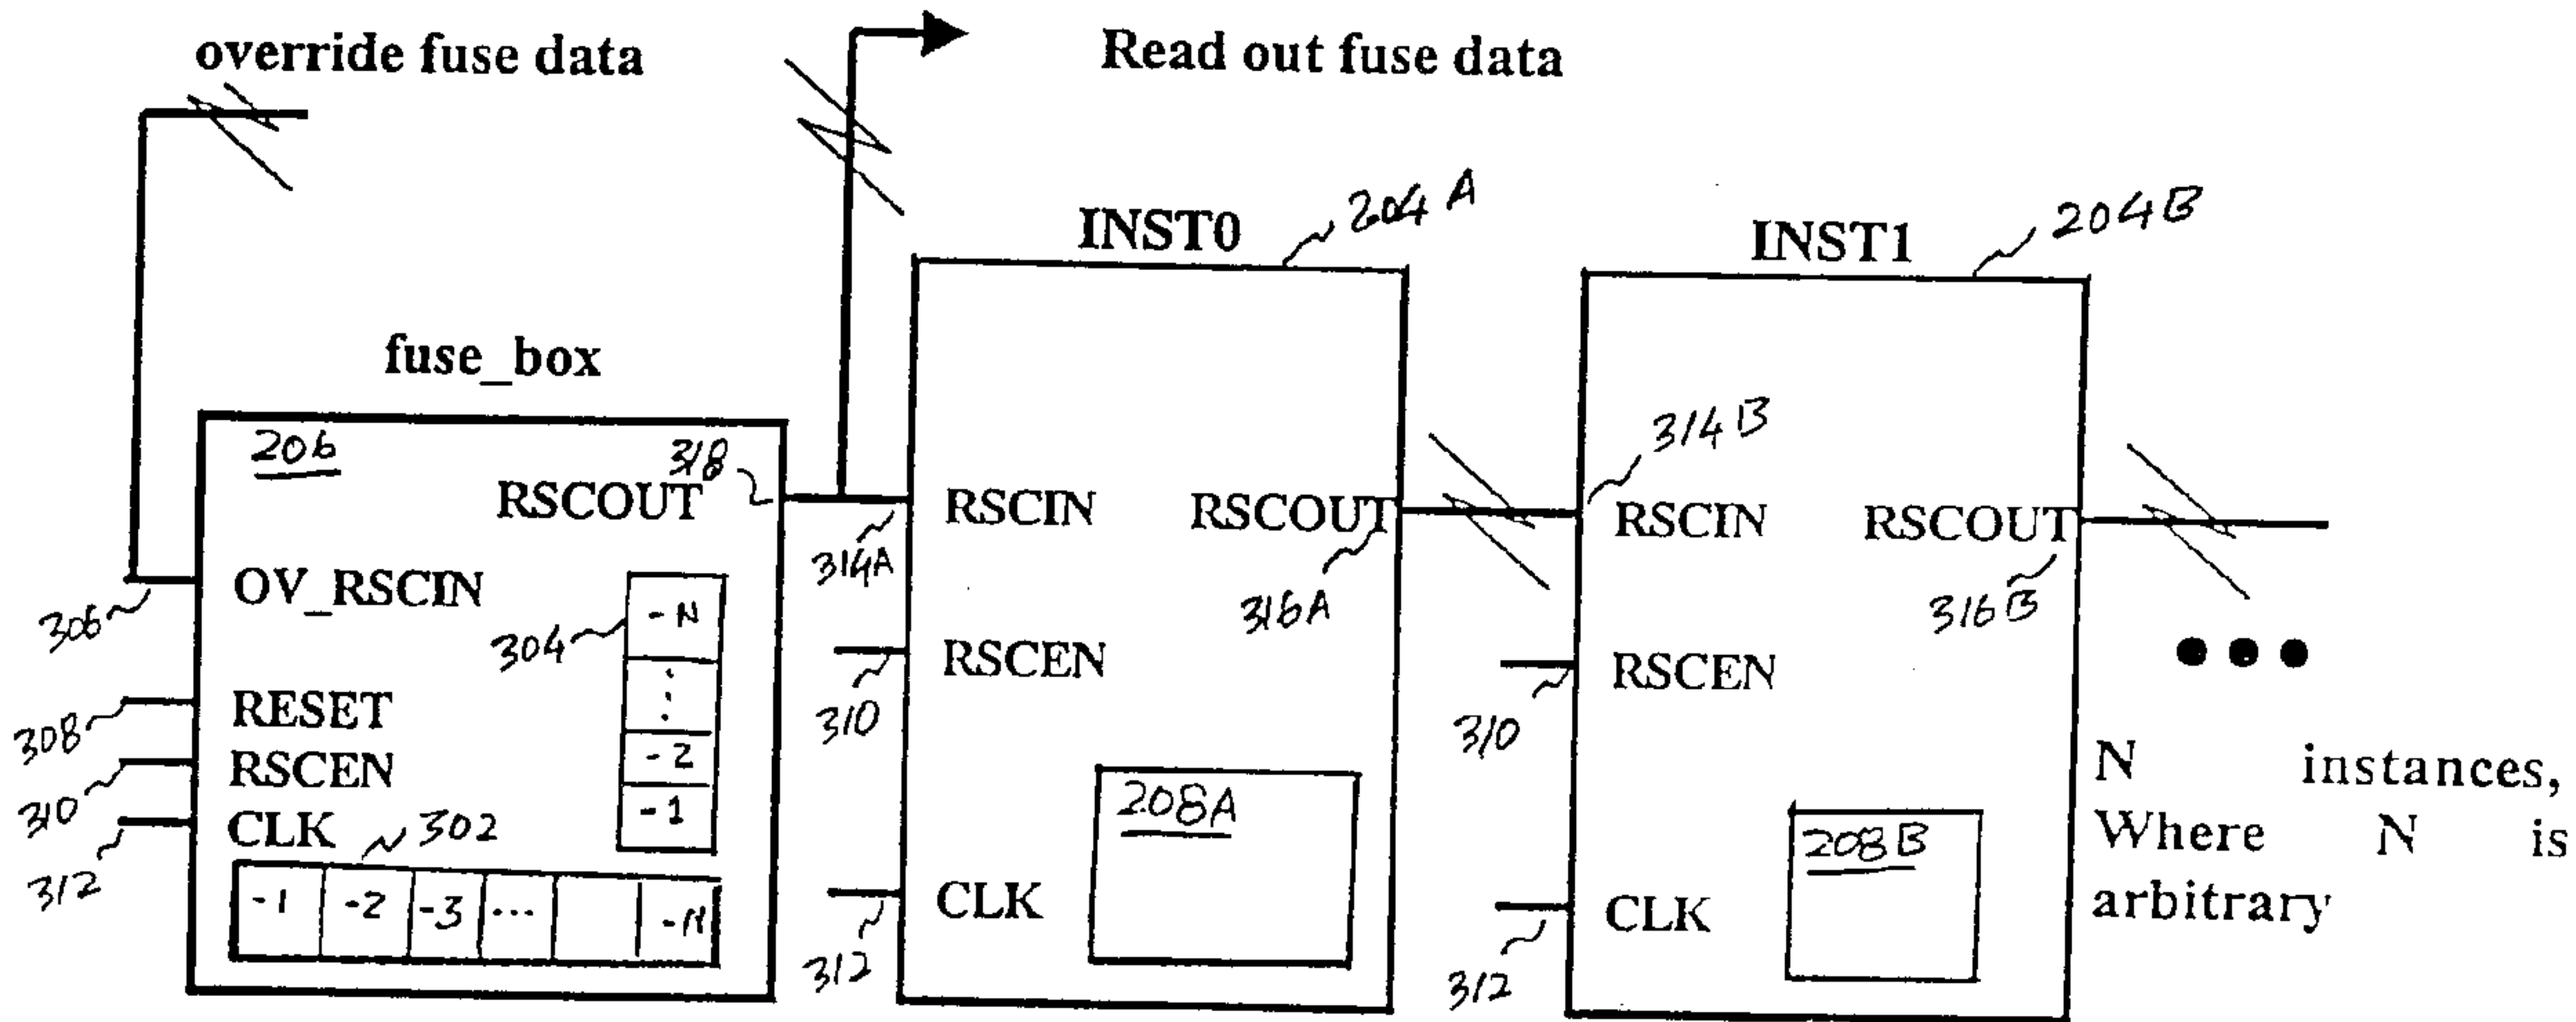 override fuse data
Read out fuse data
INST0
204A
INST1
204B
fuse_box
206
318
RSCOUT
314A
RSCIN
RSCOUT
316A
314B
RSCIN
RSCOUT
316B
306
OV_RSCIN
304
-N
⋮
-2
-1
RSCEN
310
RSCEN
310
308
RESET
310
RSCEN
312
CLK
302
-1 -2 -3 ... -N
208A
CLK
312
208B
CLK
312
N instances,
Where N is
arbitrary